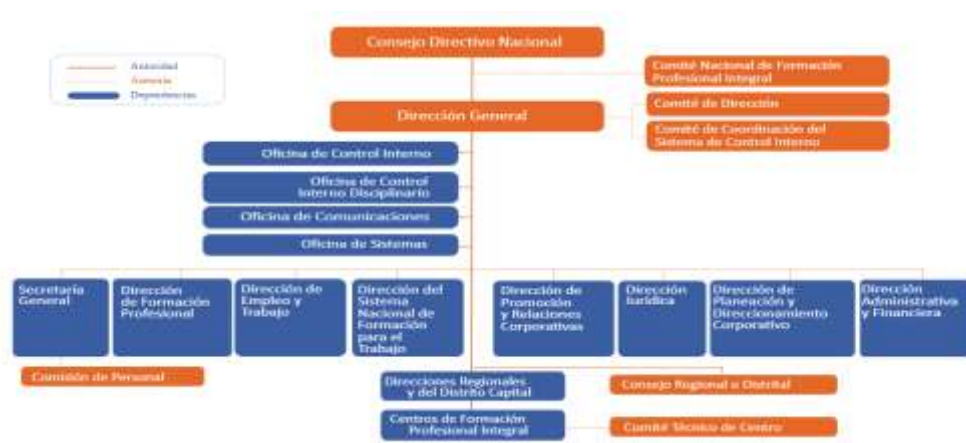 Consejo Directivo Nacional
Autoridad
Asesoría
Dependencias
Comité Nacional de Formación
Profesional Integral
Comité de Dirección
Dirección General
Comité de Coordinación del
Sistema de Control Interno
Oficina de Control Interno
Oficina de Control
Interno Disciplinario
Oficina de Comunicaciones
Oficina de Sistemas
Secretaría
General
Dirección
de Formación
Profesional
Dirección de
Empleo y
Trabajo
Dirección del
Sistema
Nacional de
Formación
para el
Trabajo
Dirección de
Promoción
y Relaciones
Corporativas
Dirección
Jurídica
Dirección de
Planeación y
Direccionamiento
Corporativo
Dirección
Administrativa
y Financiera
Comisión de Personal
Direcciones Regionales
y del Distrito Capital
Consejo Regional o Distrital
Centros de Formación
Profesional Integral
Comité Técnico de Centro